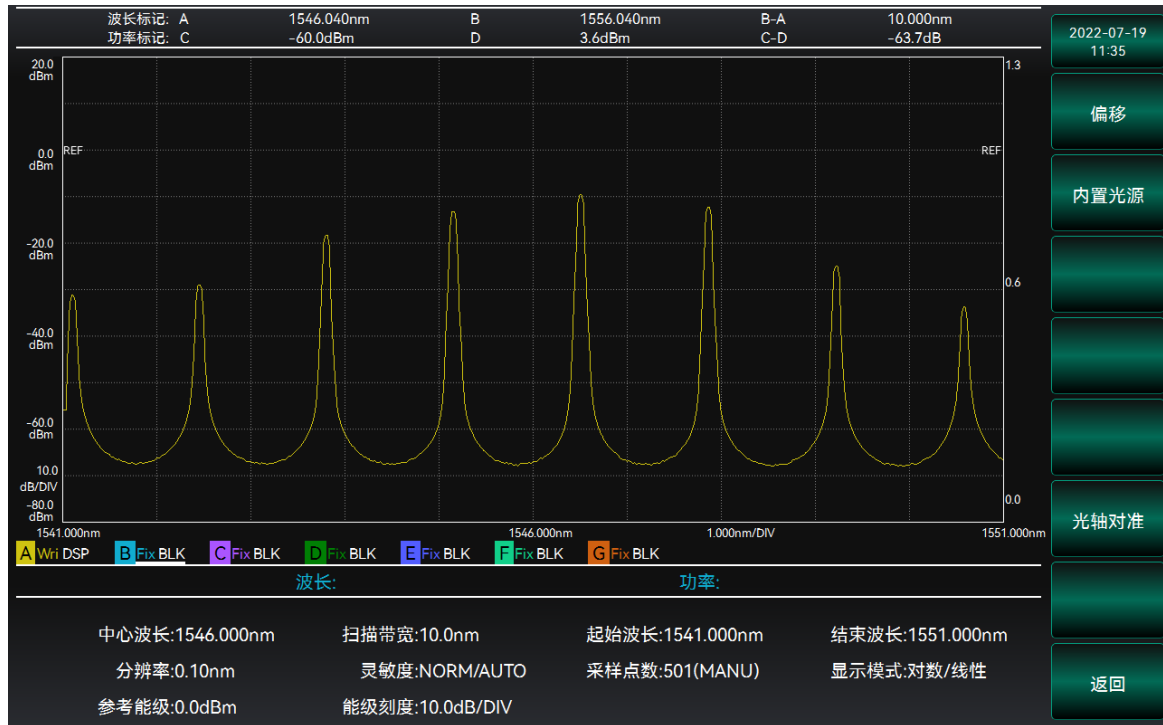 波长标记: A 1546.040nm B 1556.040nm B-A 10.000nm
功率标记: C -60.0dBm D 3.6dBm C-D -63.7dB
2022-07-19
11:35
偏移
内置光源
光轴对准
返回
20.0
dBm
1.3
0.0
dBm
REF
REF
-20.0
dBm
0.6
-40.0
dBm
-60.0
dBm
10.0
dB/DIV
-80.0
dBm
0.0
1541.000nm 1546.000nm 1.000nm/DIV 1551.000nm
A Wri DSP B Fix BLK C Fix BLK D Fix BLK E Fix BLK F Fix BLK G Fix BLK
波长: 功率:
中心波长:1546.000nm 扫描带宽:10.0nm 起始波长:1541.000nm 结束波长:1551.000nm
分辨率:0.10nm 灵敏度:NORM/AUTO 采样点数:501(MANU) 显示模式:对数/线性
参考能级:0.0dBm 能级刻度:10.0dB/DIV